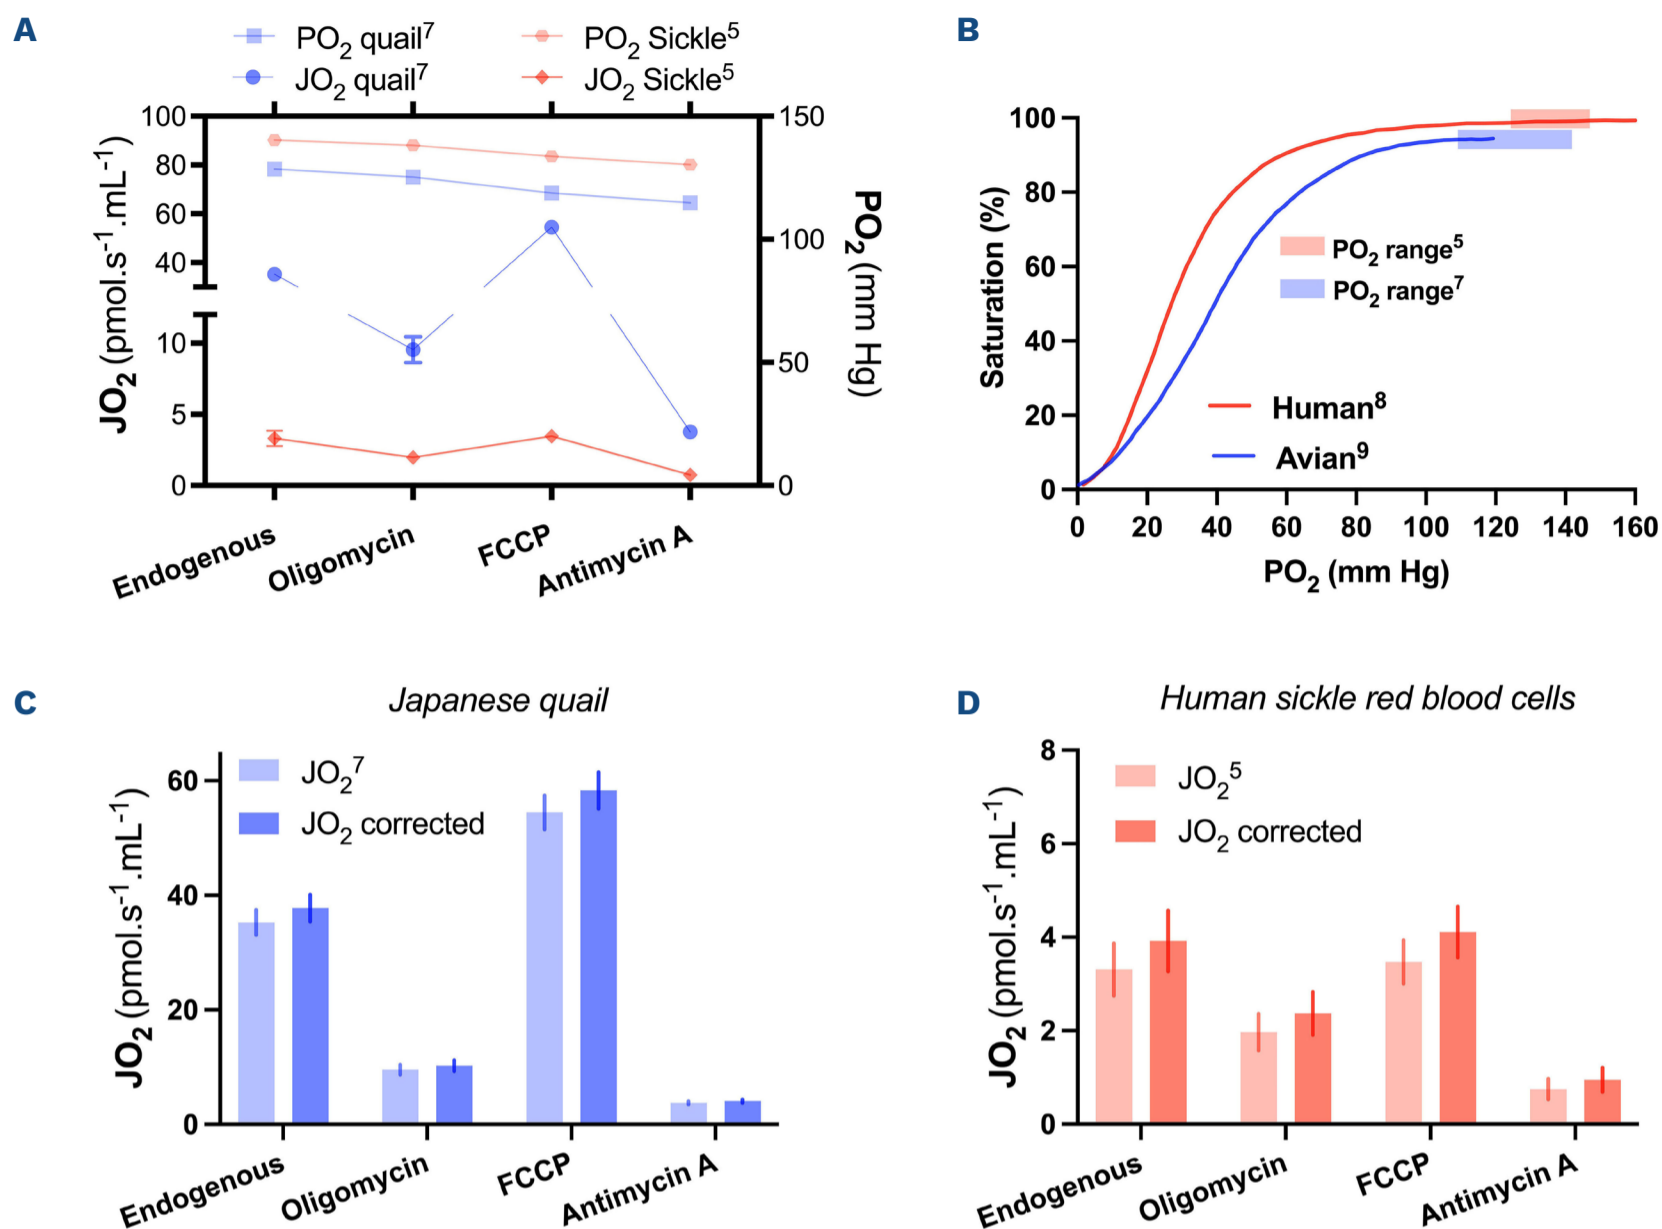 A
PO2 quail7
PO2 Sickle5
JO2 quail7
JO2 Sickle5
100
80
60
40
10
5
0
JO2 (pmol.s-1.mL-1)
150
100
50
0
PO2 (mm Hg)
Endogenous
Oligomycin
FCCP
Antimycin A
B
100
80
60
40
20
0
Saturation (%)
PO2 range5
PO2 range7
Human8
Avian9
0 20 40 60 80 100 120 140 160
PO2 (mm Hg)
C
Japanese quail
JO27
JO2 corrected
60
40
20
0
JO2 (pmol.s-1.mL-1)
Endogenous
Oligomycin
FCCP
Antimycin A
D
Human sickle red blood cells
JO25
JO2 corrected
8
6
4
2
0
JO2 (pmol.s-1.mL-1)
Endogenous
Oligomycin
FCCP
Antimycin A